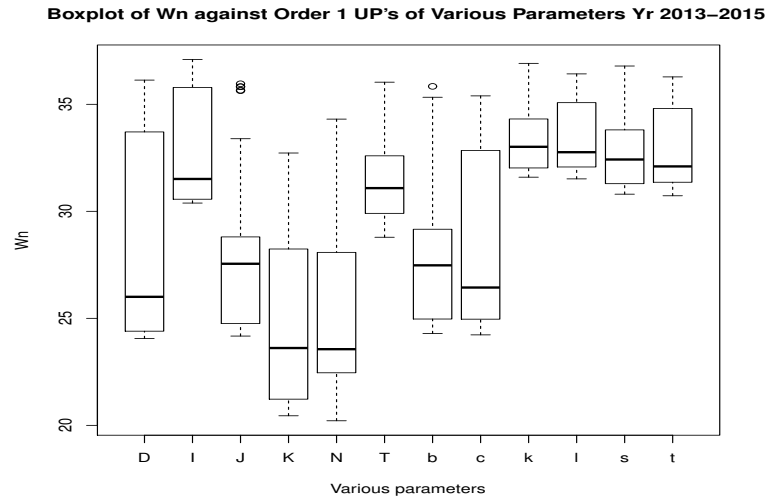 Boxplot of Wn against Order 1 UP's of Various Parameters Yr 2013−2015
35
30
25
20
Wn
D I J K N T b c k l s t
Various parameters